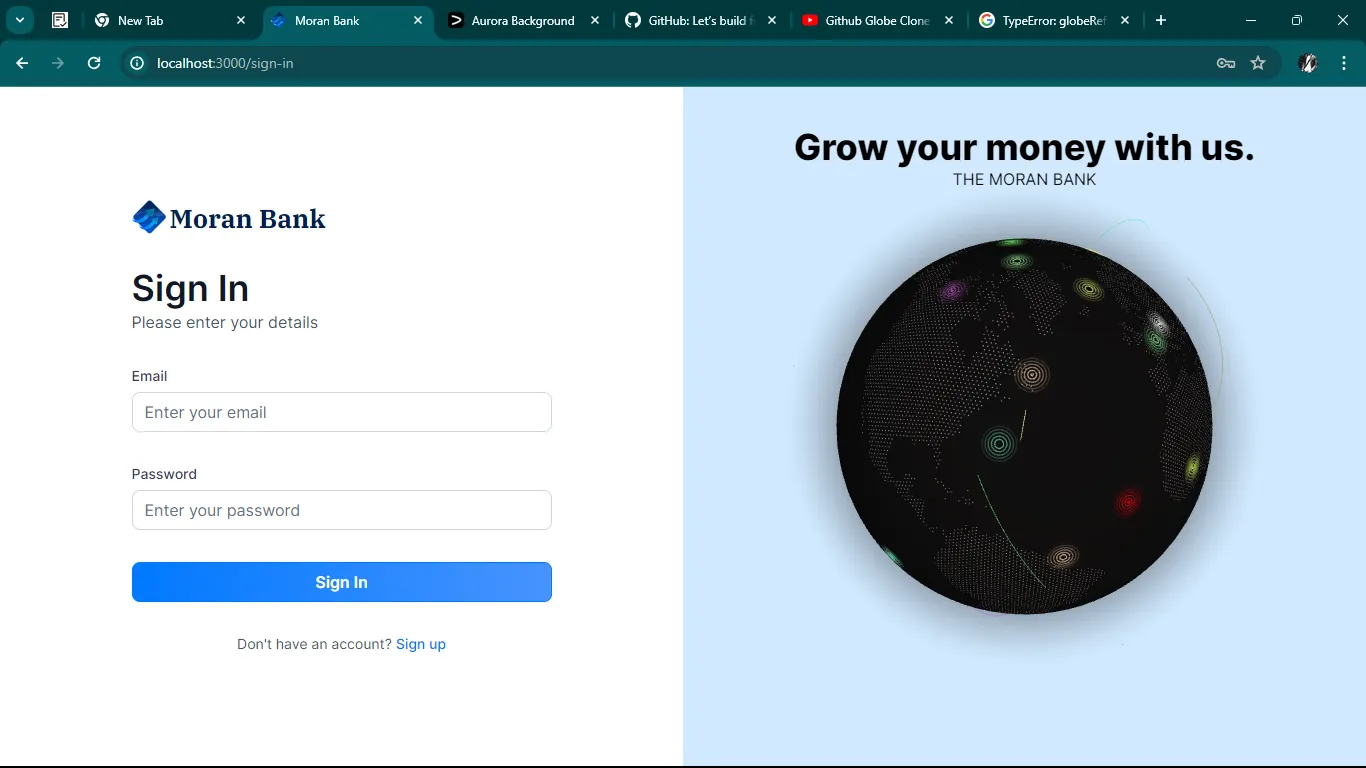 New Tab
Moran Bank
Aurora Background
GitHub: Let's build
Github Globe Clone
TypeError: globeRef
localhost:3000/sign-in
Moran Bank
Sign In
Please enter your details
Email
Enter your email
Password
Enter your password
Sign In
Don't have an account? Sign up
Grow your money with us.
THE MORAN BANK